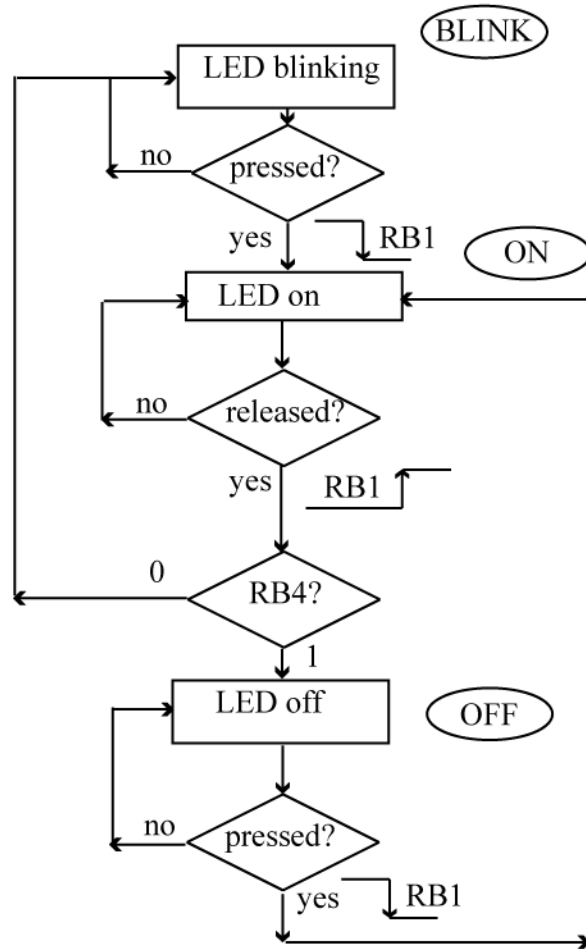 BLINK
LED blinking
no
pressed?
yes
RB1
ON
LED on
no
released?
yes
RB1
0
RB4?
1
LED off
OFF
no
pressed?
yes
RB1